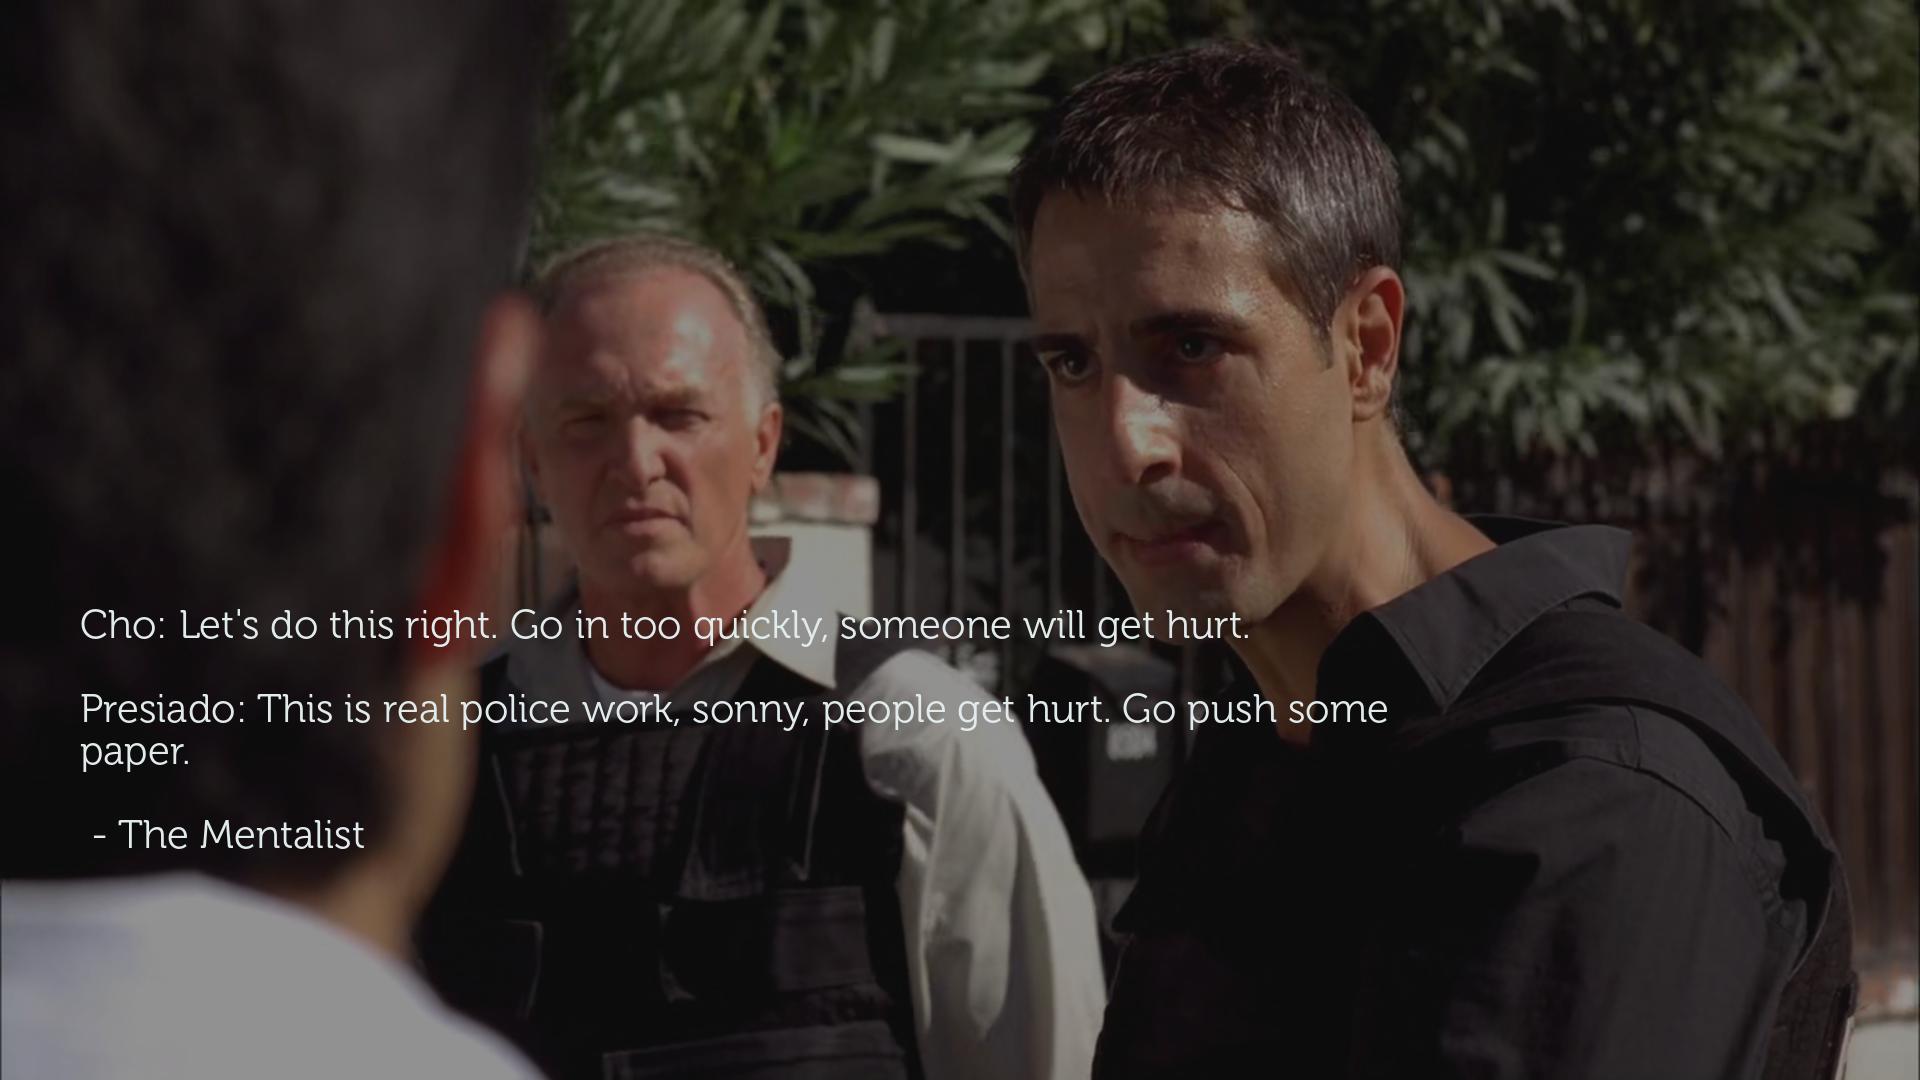 Cho: Let's do this right. Go in too quickly, someone will get hurt.
Presiado: This is real police work, sonny, people get hurt. Go push some
paper.
- The Mentalist